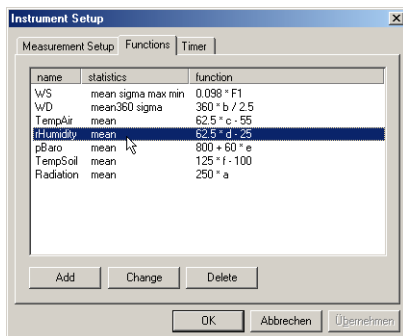 Instrument Setup
Measurement Setup Functions Timer
name statistics function
WS mean sigma max min 0.098 * F1
WD mean360 sigma 360 * b / 2.5
TempAir mean 62.5 * c - 55
rHumidity mean 62.5 * d - 25
pBaro mean 800 + 60 * e
TempSoil mean 125 * f - 100
Radiation mean 250 * a
Add Change Delete
OK Abbrechen Übernehmen